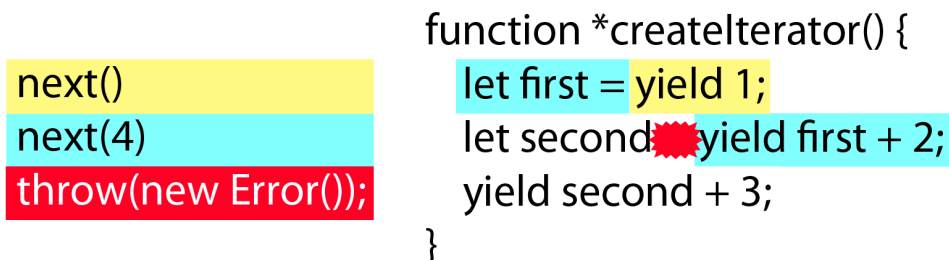 next()
next(4)
throw(new Error());
function *createIterator() {
let first = yield 1;
let second yield first + 2;
yield second + 3;
}